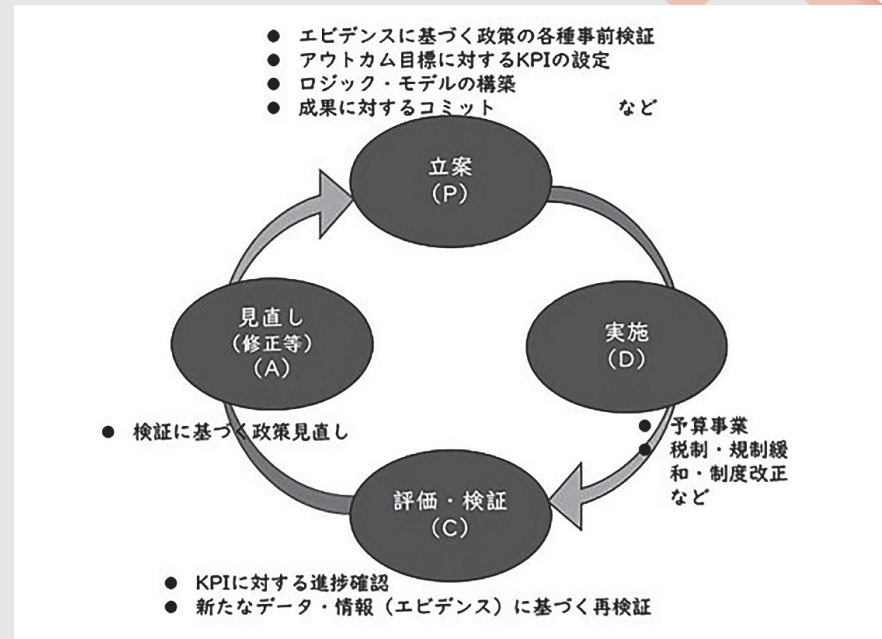 ● エビデンスに基づく政策の各種事前検証
● アウトカム目標に対するKPIの設定
● ロジック・モデルの構築
● 成果に対するコミット など
立案
（P）
実施
（D）
● 予算事業
● 税制・規制緩
和・制度改正
など
評価・検証
（C）
● KPIに対する進捗確認
● 新たなデータ・情報（エビデンス）に基づく再検証
見直し
（修正等）
（A）
● 検証に基づく政策見直し